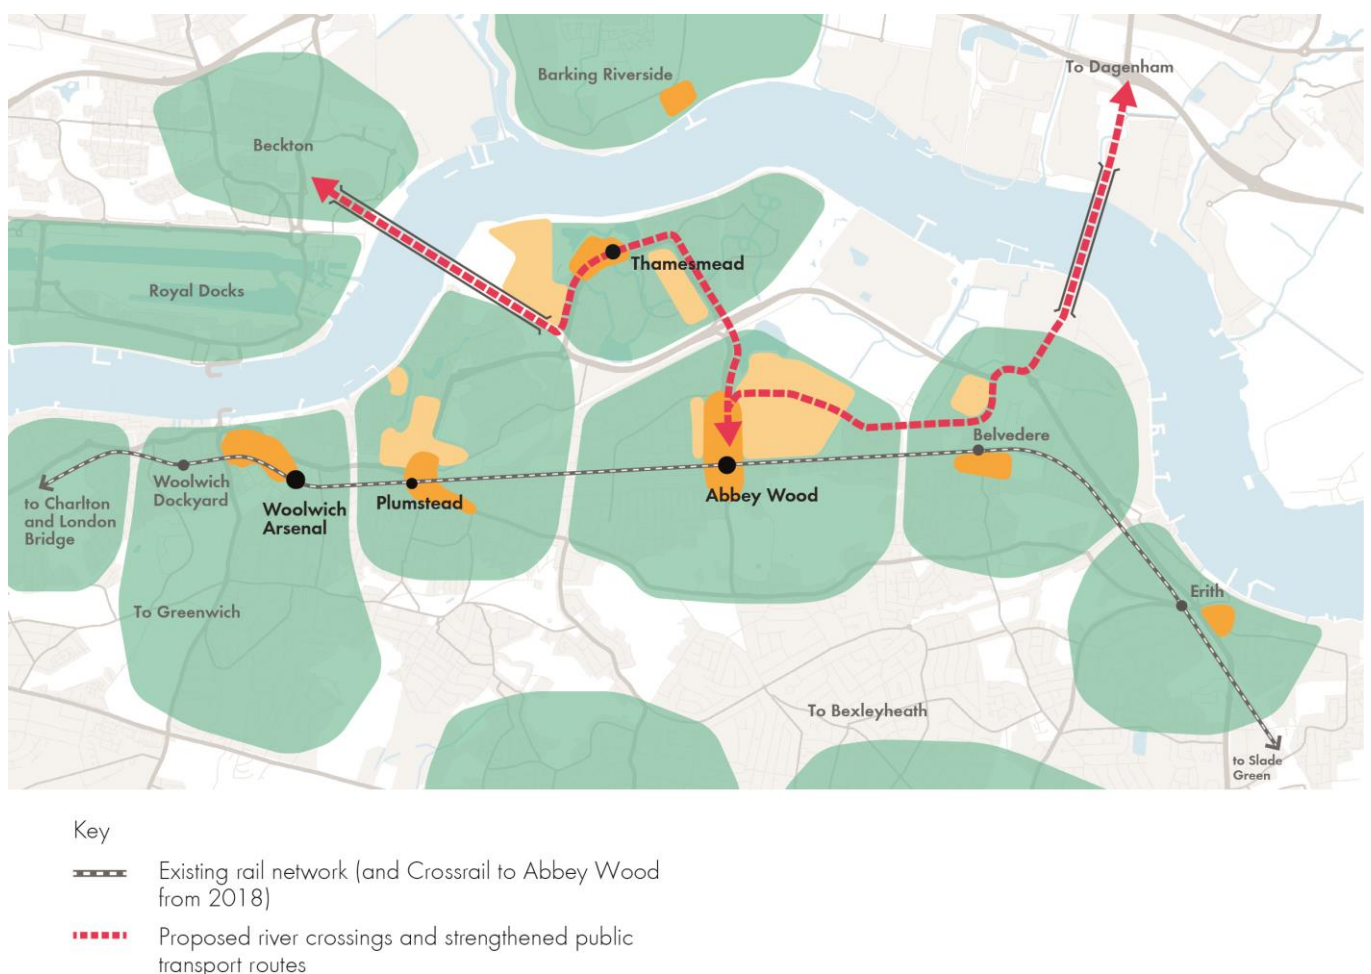 Barking Riverside
To Dagenham
Beckton
Thamesmead
Royal Docks
Belvedere
Woolwich
Dockyard
to Charlton
and London
Bridge
Woolwich
Arsenal
Plumstead
Abbey Wood
Erith
To Greenwich
To Bexleyheath
to Slade
Green
Key
Existing rail network (and Crossrail to Abbey Wood
from 2018)
Proposed river crossings and strengthened public
transport routes